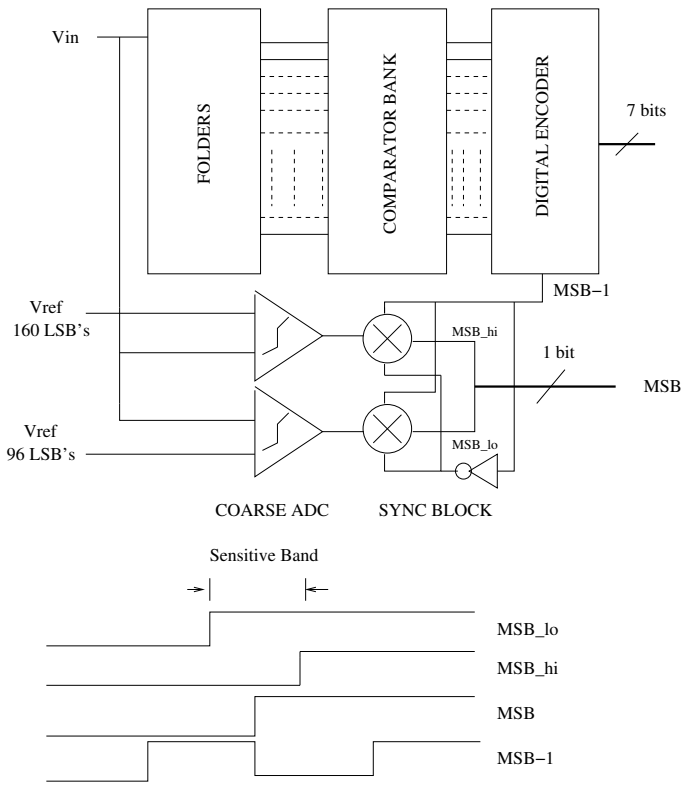 Vin
FOLDERS
COMPARATOR BANK
DIGITAL ENCODER
7 bits
MSB−1
Vref
160 LSB's
MSB_hi
1 bit
MSB
Vref
96 LSB's
MSB_lo
COARSE ADC
SYNC BLOCK
Sensitive Band
MSB_lo
MSB_hi
MSB
MSB−1